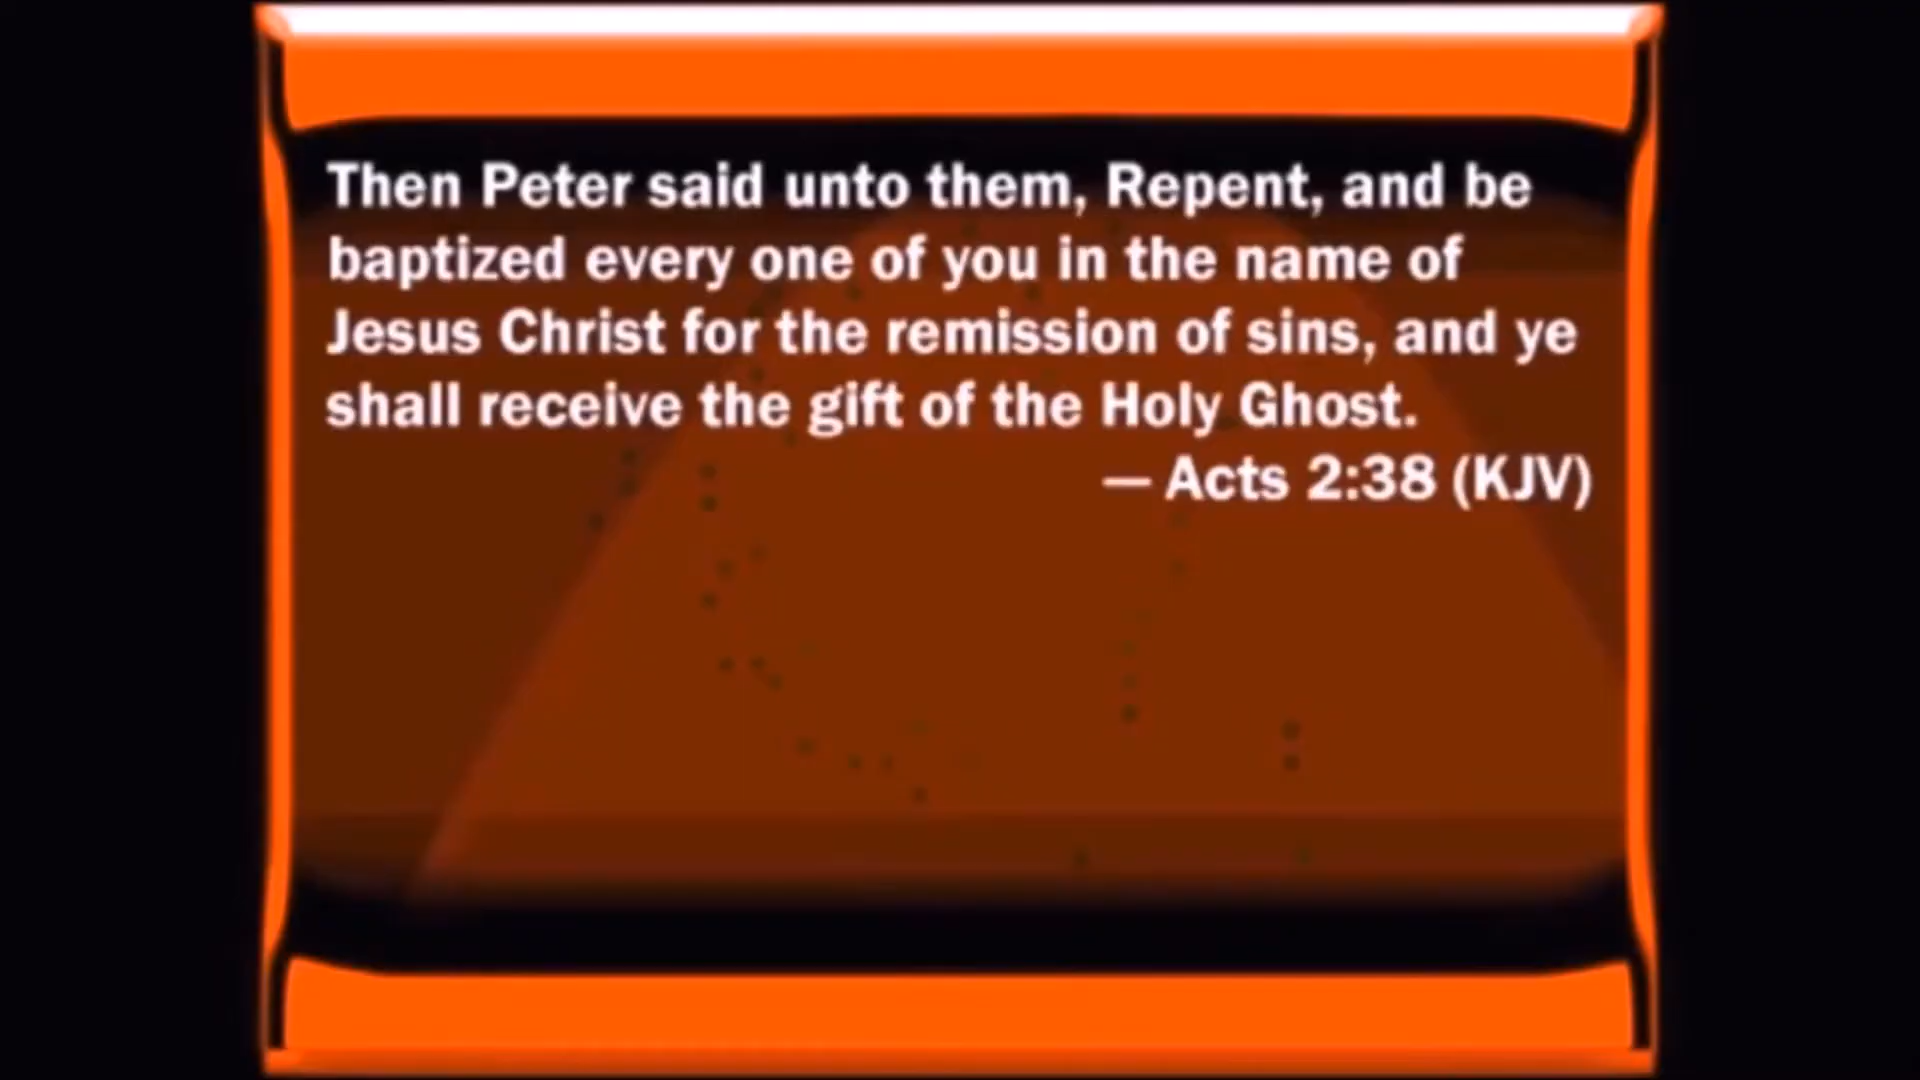 Then Peter said unto them, Repent, and be
baptized every one of you in the name of
Jesus Christ for the remission of sins, and ye
shall receive the gift of the Holy Ghost.
— Acts 2:38 (KJV)